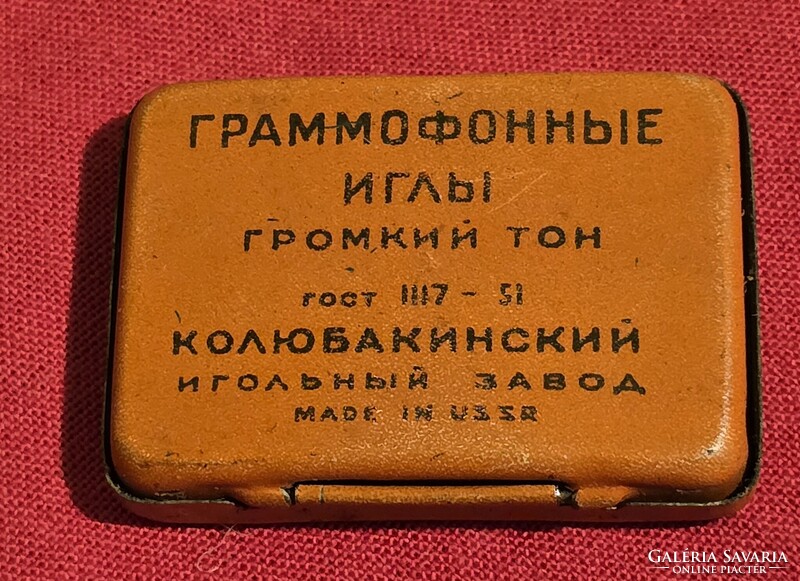 ГРАММОФОННЫЕ
ИГЛЫ
ГРОМКИЙ ТОН
ГОСТ 1117 - 51
КОЛЮБАКИНСКИЙ
ИГОЛЬНЫЙ ЗАВОД
MADE IN USSR
GALÉRIA SAVARIA
ONLINE PIACTÉR